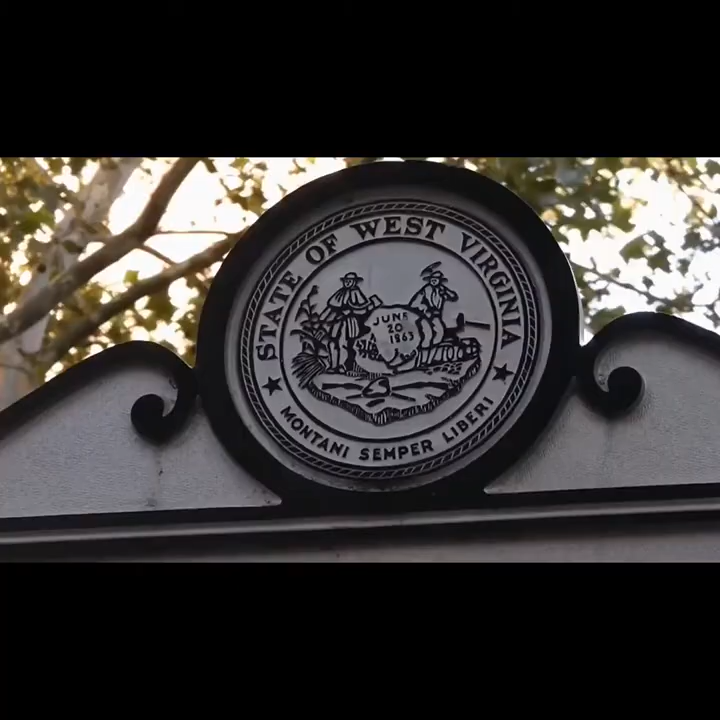 STATE OF WEST VIRGINIA
JUNE
20
1863
MONTANI SEMPER LIBERI